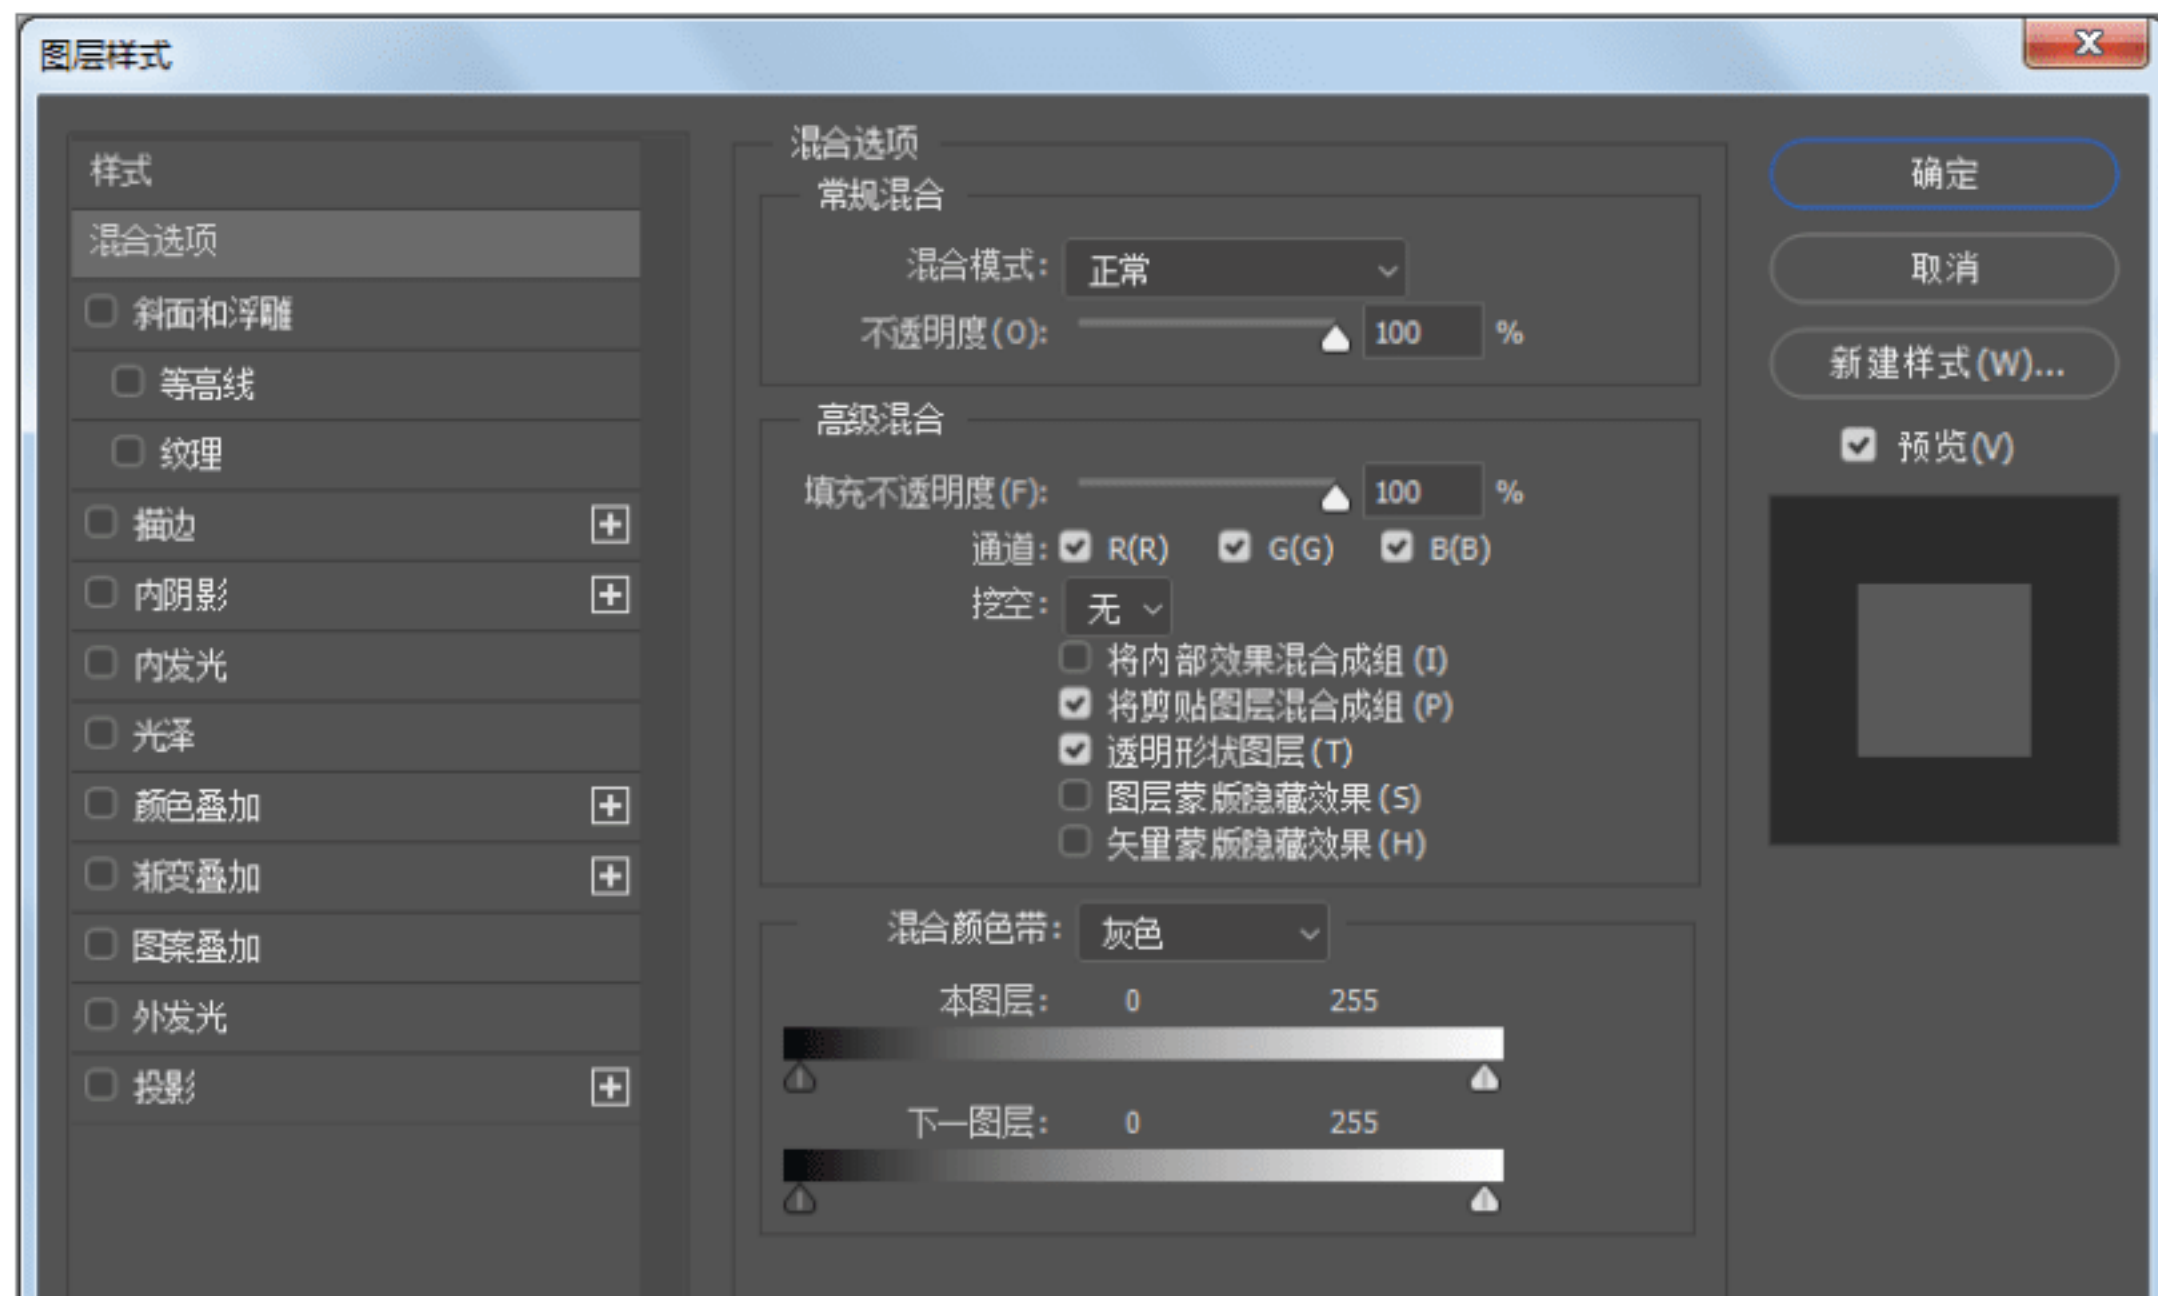 图层样式
样式
混合选项
斜面和浮雕
等高线
纹理
描边
内阴影
内发光
光泽
颜色叠加
渐变叠加
图案叠加
外发光
投影
混合选项
常规混合
混合模式: 正常
不透明度(O): 100 %
高级混合
填充不透明度(F): 100 %
通道: R(R) G(G) B(B)
挖空: 无
将内部效果混合成组(I)
将剪贴图层混合成组(P)
透明形状图层(T)
图层蒙版隐藏效果(S)
矢量蒙版隐藏效果(H)
混合颜色带: 灰色
本图层: 0 255
下一图层: 0 255
确定
取消
新建样式(W)...
预览(V)